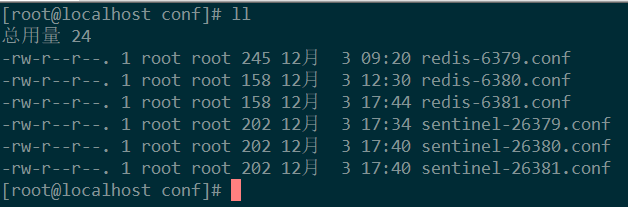 [root@localhost conf]# ll
总用量 24
-rw-r--r--. 1 root root 245 12月  3 09:20 redis-6379.conf
-rw-r--r--. 1 root root 158 12月  3 12:30 redis-6380.conf
-rw-r--r--. 1 root root 158 12月  3 17:44 redis-6381.conf
-rw-r--r--. 1 root root 202 12月  3 17:34 sentinel-26379.conf
-rw-r--r--. 1 root root 202 12月  3 17:40 sentinel-26380.conf
-rw-r--r--. 1 root root 202 12月  3 17:40 sentinel-26381.conf
[root@localhost conf]#